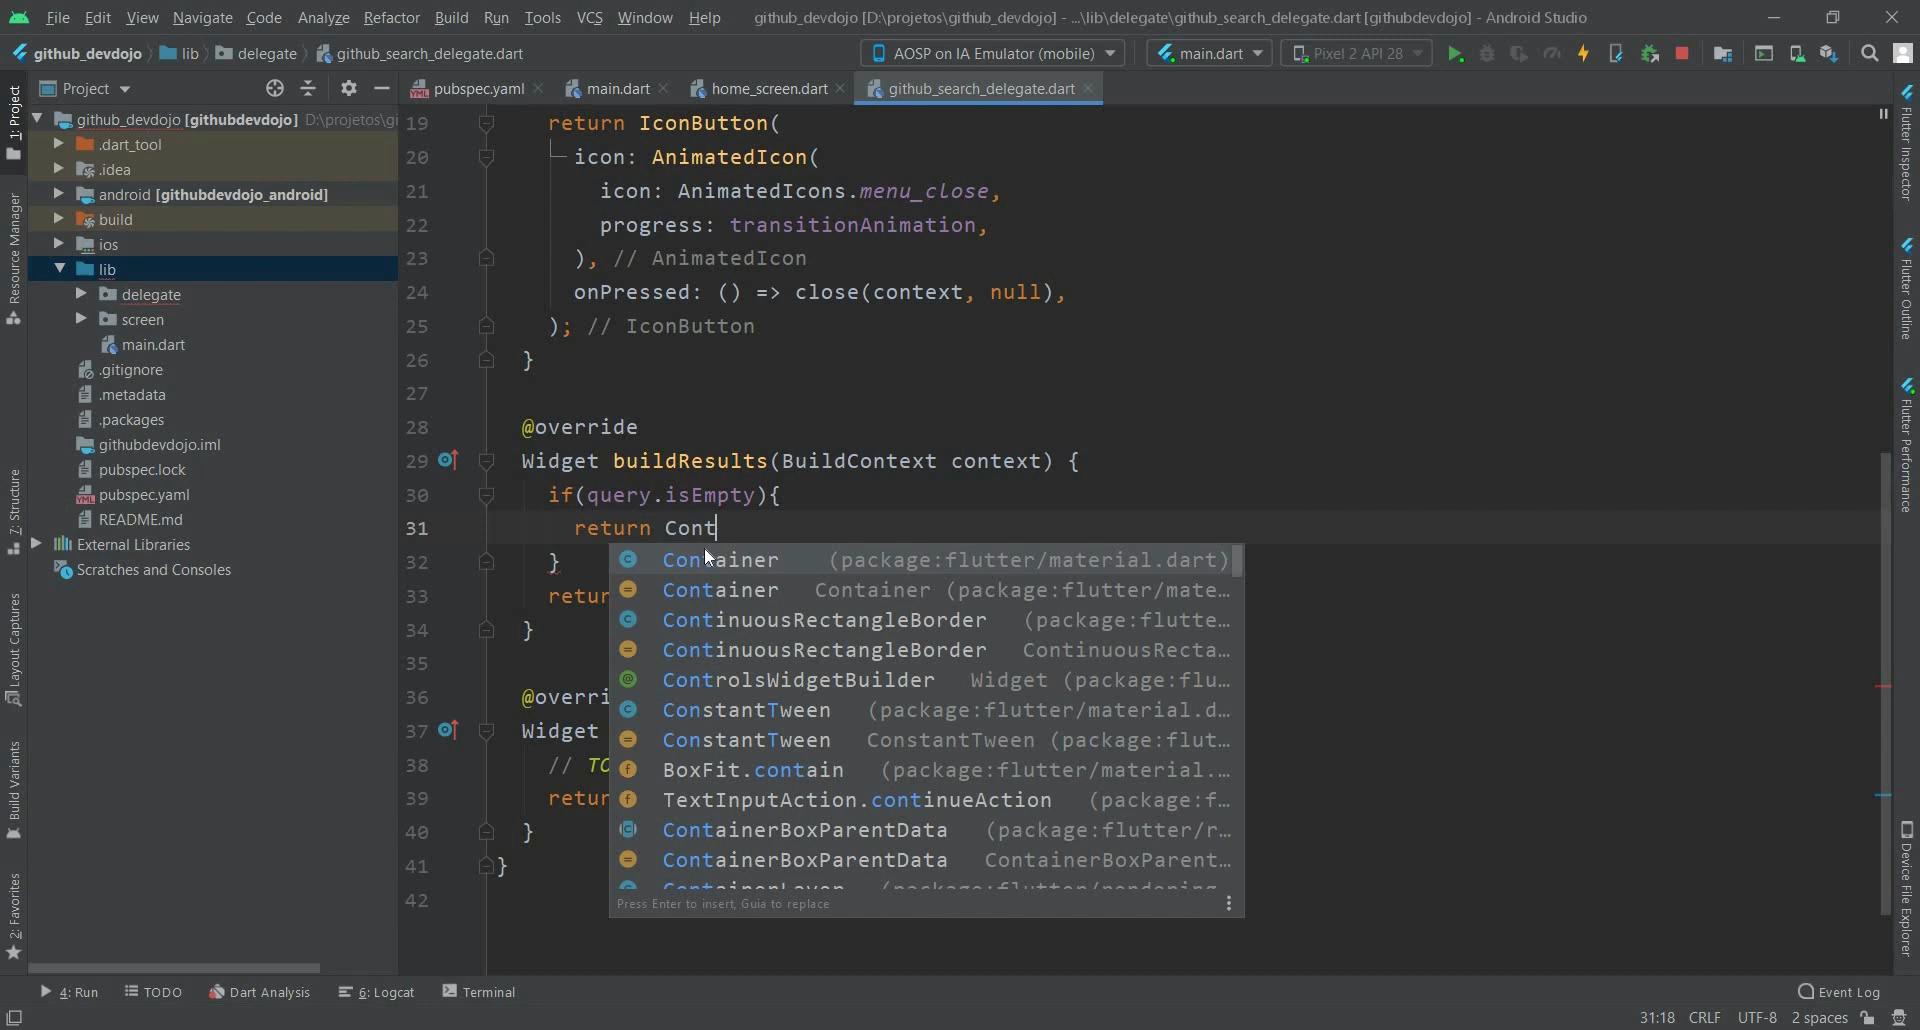 File Edit View Navigate Code Analyze Refactor Build Run Tools VCS Window Help github_devdojo [D:\projetos\github_devdojo] - ...\lib\delegate\github_search_delegate.dart [githubdevdojo] - Android Studio
github_devdojo lib delegate github_search_delegate.dart AOSP on IA Emulator (mobile) main.dart Pixel 2 API 28
Project
pubspec.yaml main.dart home_screen.dart github_search_delegate.dart
github_devdojo [githubdevdojo] D:\projetos\gi
.dart_tool
.idea
android [githubdevdojo_android]
build
ios
lib
delegate
screen
main.dart
.gitignore
.metadata
.packages
githubdevdojo.iml
pubspec.lock
pubspec.yaml
README.md
External Libraries
Scratches and Consoles
1: Project
Resource Manager
7: Structure
Layout Captures
Build Variants
2: Favorites
19 return IconButton(
20 icon: AnimatedIcon(
21 icon: AnimatedIcons.menu_close,
22 progress: transitionAnimation,
23 ), // AnimatedIcon
24 onPressed: () => close(context, null),
25 ); // IconButton
26 }
27
28 @override
29 Widget buildResults(BuildContext context) {
30 if(query.isEmpty){
31 return Cont
32 }
33 retur
34 }
35
36 @overri
37 Widget
38 // TO
39 retur
40 }
41 }
42
Container (package:flutter/material.dart)
Container Container (package:flutter/mate...
ContinuousRectangleBorder (package:flutte...
ContinuousRectangleBorder ContinuousRecta...
ControlsWidgetBuilder Widget (package:flu...
ConstantTween (package:flutter/material.d...
ConstantTween ConstantTween (package:flut...
BoxFit.contain (package:flutter/material....
TextInputAction.continueAction (package:f...
ContainerBoxParentData (package:flutter/r...
ContainerBoxParentData ContainerBoxParent...
ContainerLayer (package:flutter/rendering
Press Enter to insert, Guia to replace
Flutter Inspector
Flutter Outline
Flutter Performance
Device File Explorer
4: Run TODO Dart Analysis 6: Logcat Terminal Event Log
31:18 CRLF UTF-8 2 spaces